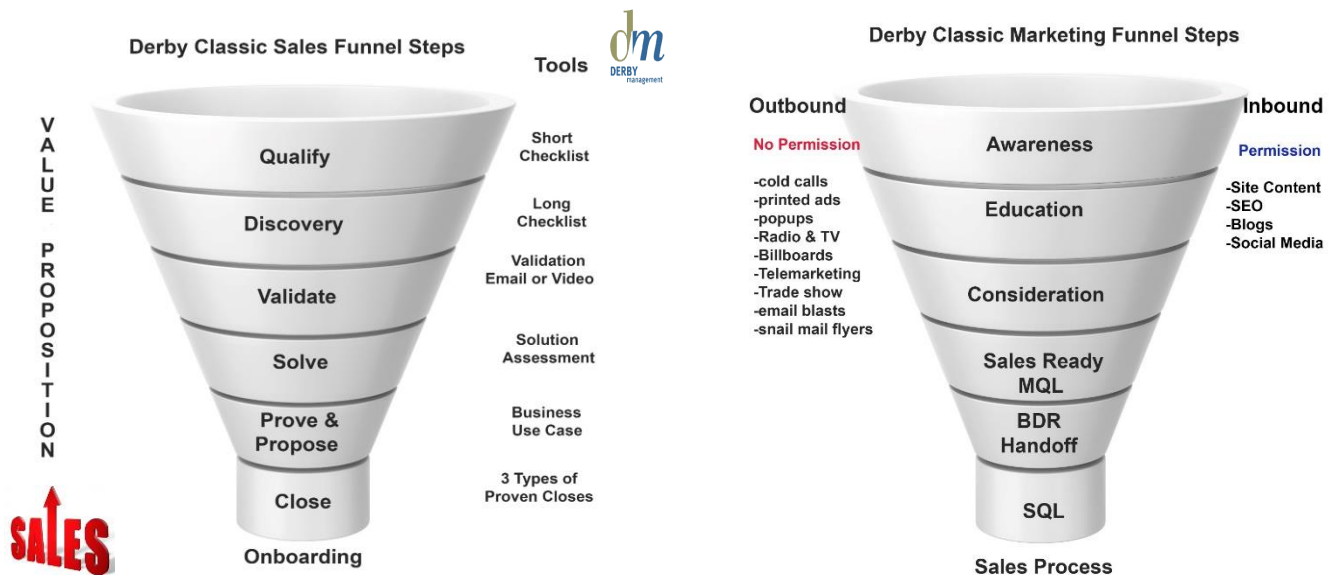 Derby Classic Sales Funnel Steps
Tools
VALUE PROPOSITION
Qualify
Short
Checklist
Discovery
Long
Checklist
Validate
Validation
Email or Video
Solve
Solution
Assessment
Prove &
Propose
Business
Use Case
Close
3 Types of
Proven Closes
Onboarding
SALES
dm
DERBY
management
Derby Classic Marketing Funnel Steps
Outbound
No Permission
-cold calls
-printed ads
-popups
-Radio & TV
-Billboards
-Telemarketing
-Trade show
-email blasts
-snail mail flyers
Awareness
Education
Consideration
Sales Ready
MQL
BDR
Handoff
SQL
Sales Process
Inbound
Permission
-Site Content
-SEO
-Blogs
-Social Media